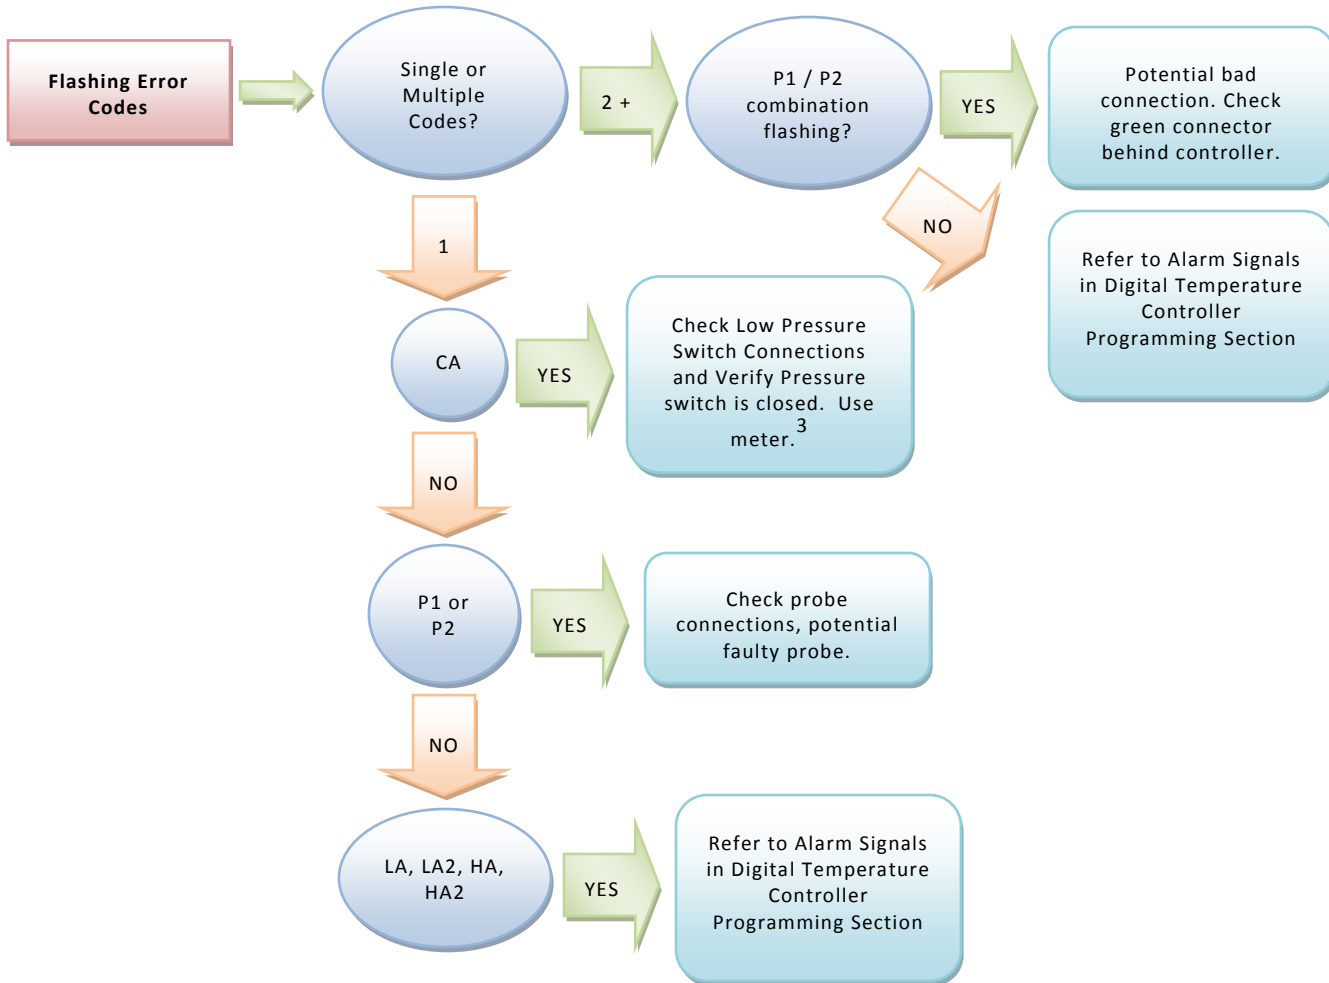 Flashing Error
Codes
Single or
Multiple
Codes?
2 +
P1 / P2
combination
flashing?
YES
Potential bad
connection. Check
green connector
behind controller.
NO
Refer to Alarm Signals
in Digital Temperature
Controller
Programming Section
1
CA
YES
Check Low Pressure
Switch Connections
and Verify Pressure
switch is closed. Use
meter.3
NO
P1 or
P2
YES
Check probe
connections, potential
faulty probe.
NO
LA, LA2, HA,
HA2
YES
Refer to Alarm Signals
in Digital Temperature
Controller
Programming Section